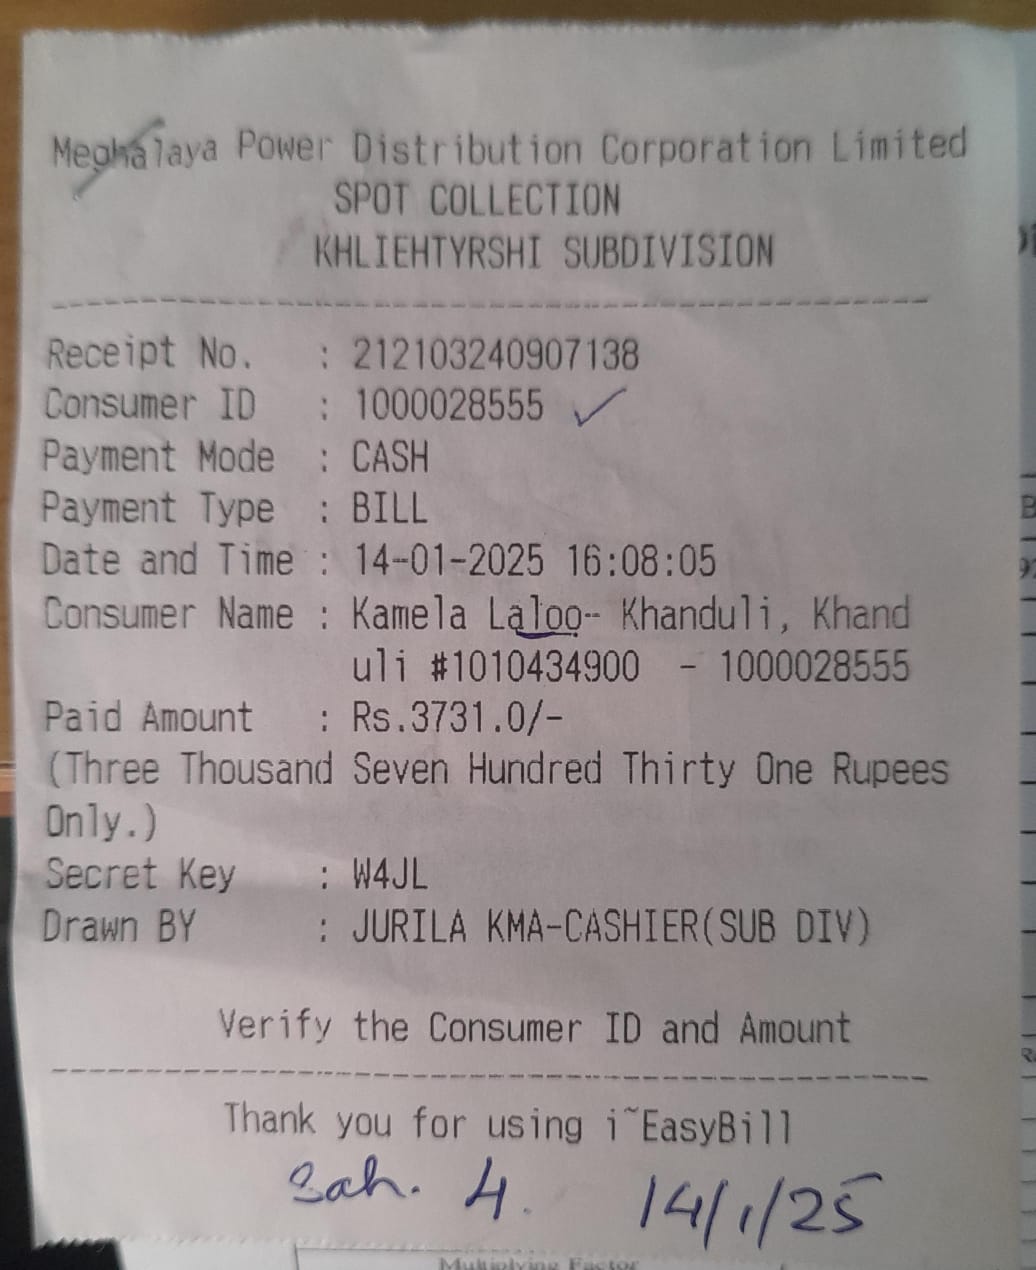 Meghalaya Power Distribution Corporation Limited
SPOT COLLECTION
KHLIEHTYRSHI SUBDIVISION
Receipt No. : 212103240907138
Consumer ID : 1000028555
Payment Mode : CASH
Payment Type : BILL
Date and Time : 14-01-2025 16:08:05
Consumer Name : Kamela Laloo- Khanduli, Khand
uli #1010434900 - 1000028555
Paid Amount : Rs.3731.0/-
(Three Thousand Seven Hundred Thirty One Rupees
Only.)
Secret Key : W4JL
Drawn BY : JURILA KMA-CASHIER(SUB DIV)
Verify the Consumer ID and Amount
Thank you for using i~EasyBill
4. 14/1/25
Multiplying Factor